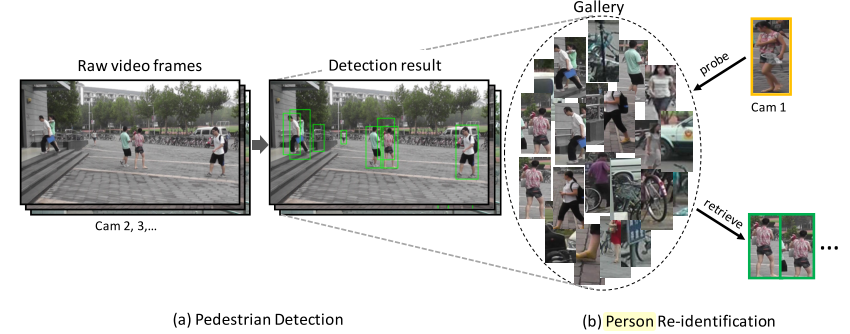 Gallery
Raw video frames
Detection result
probe
Cam 1
Cam 2, 3,...
retrieve
...
(a) Pedestrian Detection
(b) Person Re-identification